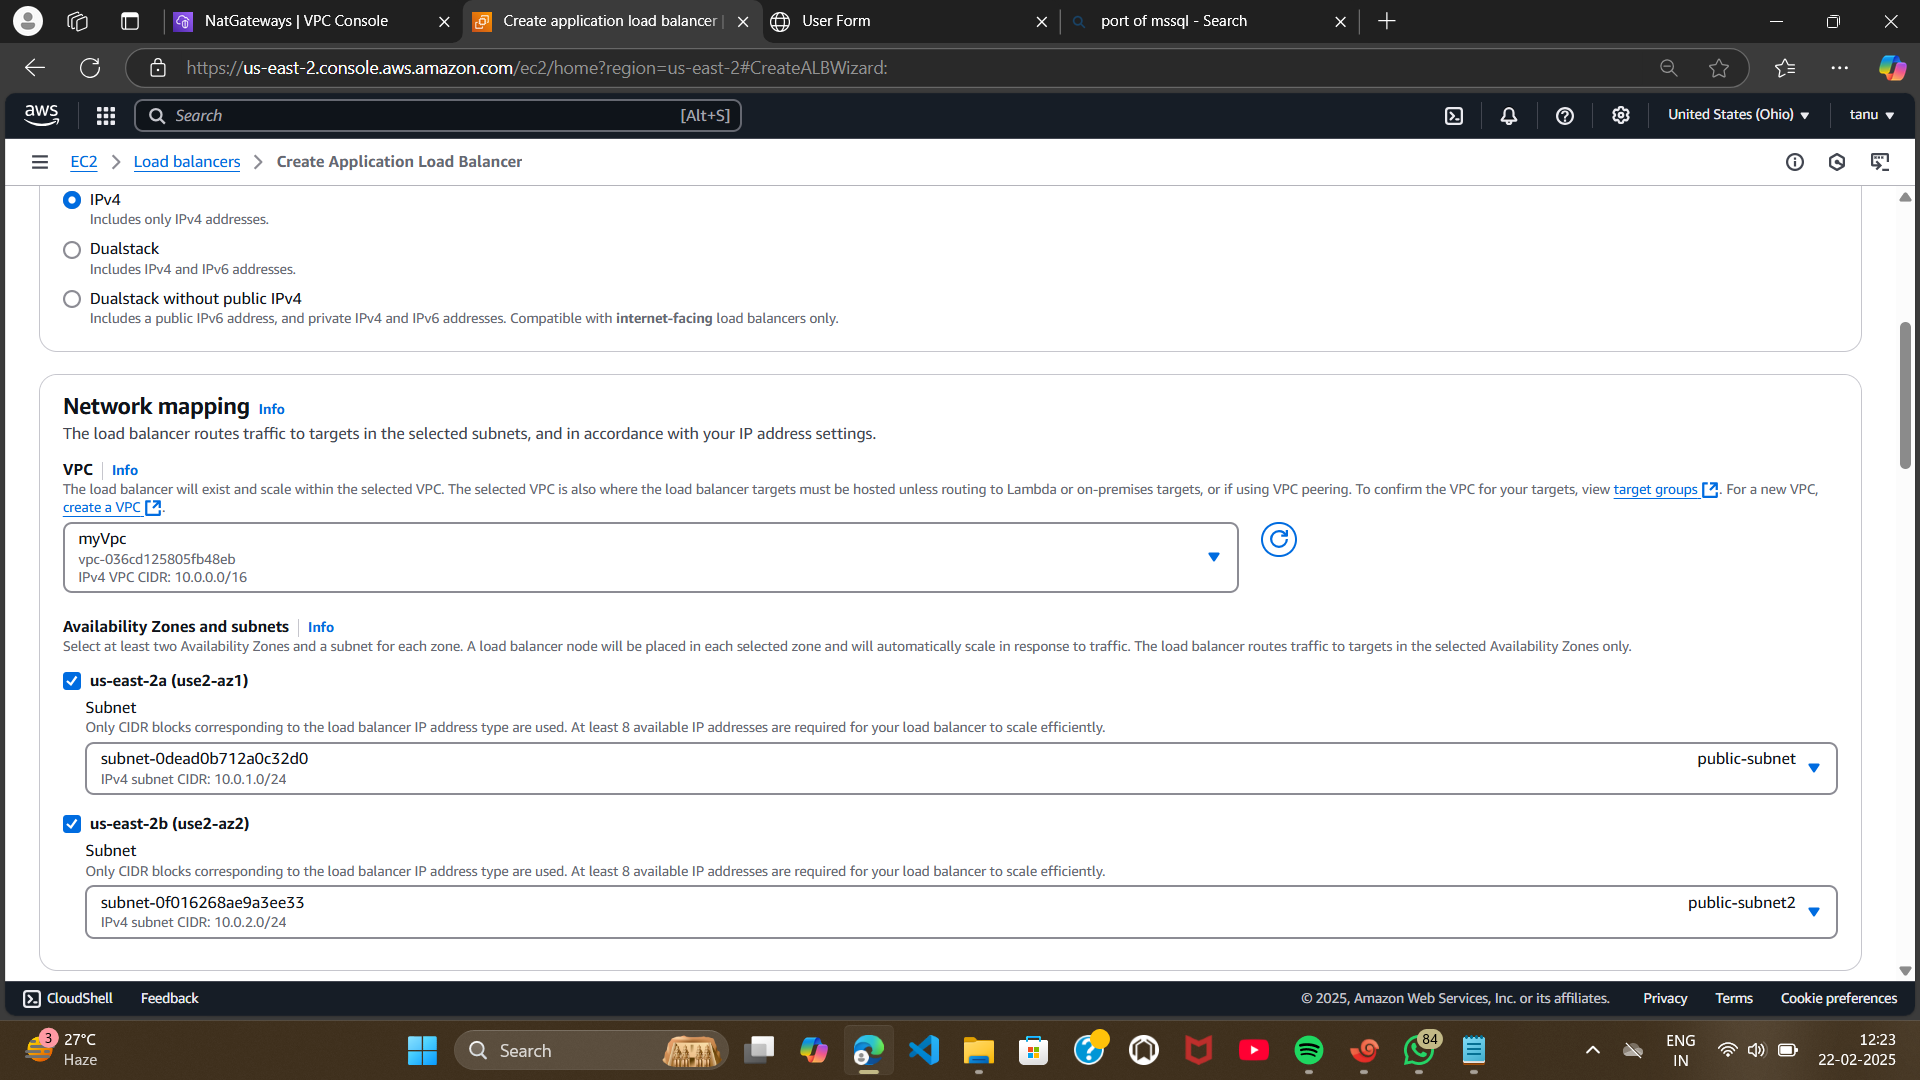 NatGateways | VPC Console
Create application load balancer |
User Form
port of mssql - Search
https://us-east-2.console.aws.amazon.com/ec2/home?region=us-east-2#CreateALBWizard:
aws
Search
[Alt+S]
United States (Ohio)
tanu
EC2
Load balancers
Create Application Load Balancer
IPv4
Includes only IPv4 addresses.
Dualstack
Includes IPv4 and IPv6 addresses.
Dualstack without public IPv4
Includes a public IPv6 address, and private IPv4 and IPv6 addresses. Compatible with internet-facing load balancers only.
Network mapping Info
The load balancer routes traffic to targets in the selected subnets, and in accordance with your IP address settings.
VPC Info
The load balancer will exist and scale within the selected VPC. The selected VPC is also where the load balancer targets must be hosted unless routing to Lambda or on-premises targets, or if using VPC peering. To confirm the VPC for your targets, view target groups. For a new VPC,
create a VPC.
myVpc
vpc-036cd125805fb48eb
IPv4 VPC CIDR: 10.0.0.0/16
Availability Zones and subnets Info
Select at least two Availability Zones and a subnet for each zone. A load balancer node will be placed in each selected zone and will automatically scale in response to traffic. The load balancer routes traffic to targets in the selected Availability Zones only.
us-east-2a (use2-az1)
Subnet
Only CIDR blocks corresponding to the load balancer IP address type are used. At least 8 available IP addresses are required for your load balancer to scale efficiently.
subnet-0dead0b712a0c32d0
public-subnet
IPv4 subnet CIDR: 10.0.1.0/24
us-east-2b (use2-az2)
Subnet
Only CIDR blocks corresponding to the load balancer IP address type are used. At least 8 available IP addresses are required for your load balancer to scale efficiently.
subnet-0f016268ae9a3ee33
public-subnet2
IPv4 subnet CIDR: 10.0.2.0/24
CloudShell
Feedback
© 2025, Amazon Web Services, Inc. or its affiliates.
Privacy
Terms
Cookie preferences
3
27°C
Haze
Search
84
ENG
IN
12:23
22-02-2025